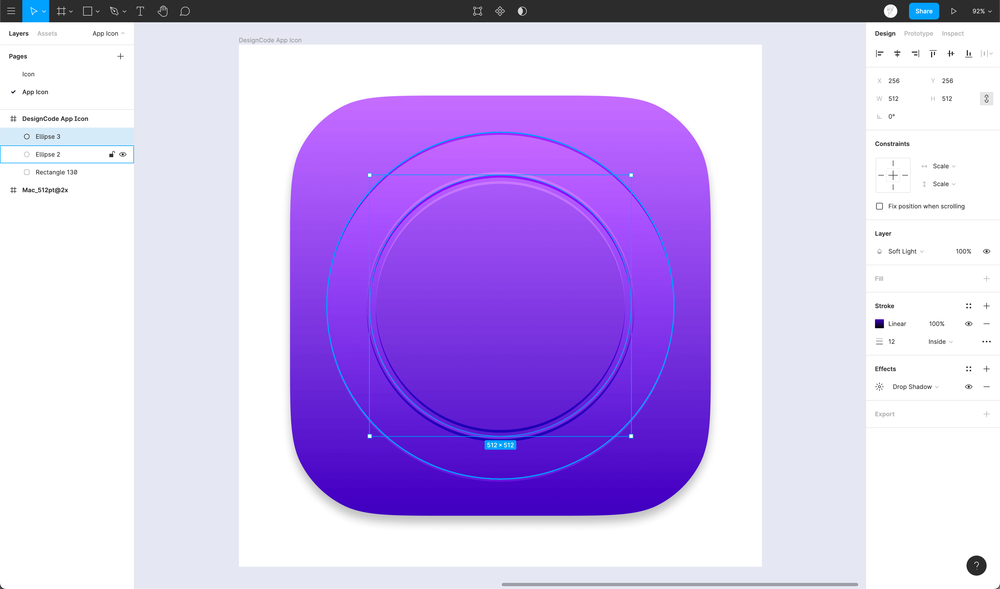 Share
92%
Layers
Assets
App Icon
Pages
Icon
App Icon
DesignCode App Icon
Ellipse 3
Ellipse 2
Rectangle 130
Mac_512pt@2x
DesignCode App Icon
512 × 512
Design
Prototype
Inspect
X 256
Y 256
W 512
H 512
0°
Constraints
Scale
Scale
Fix position when scrolling
Layer
Soft Light
100%
Fill
Stroke
Linear
100%
12
Inside
Effects
Drop Shadow
Export
?